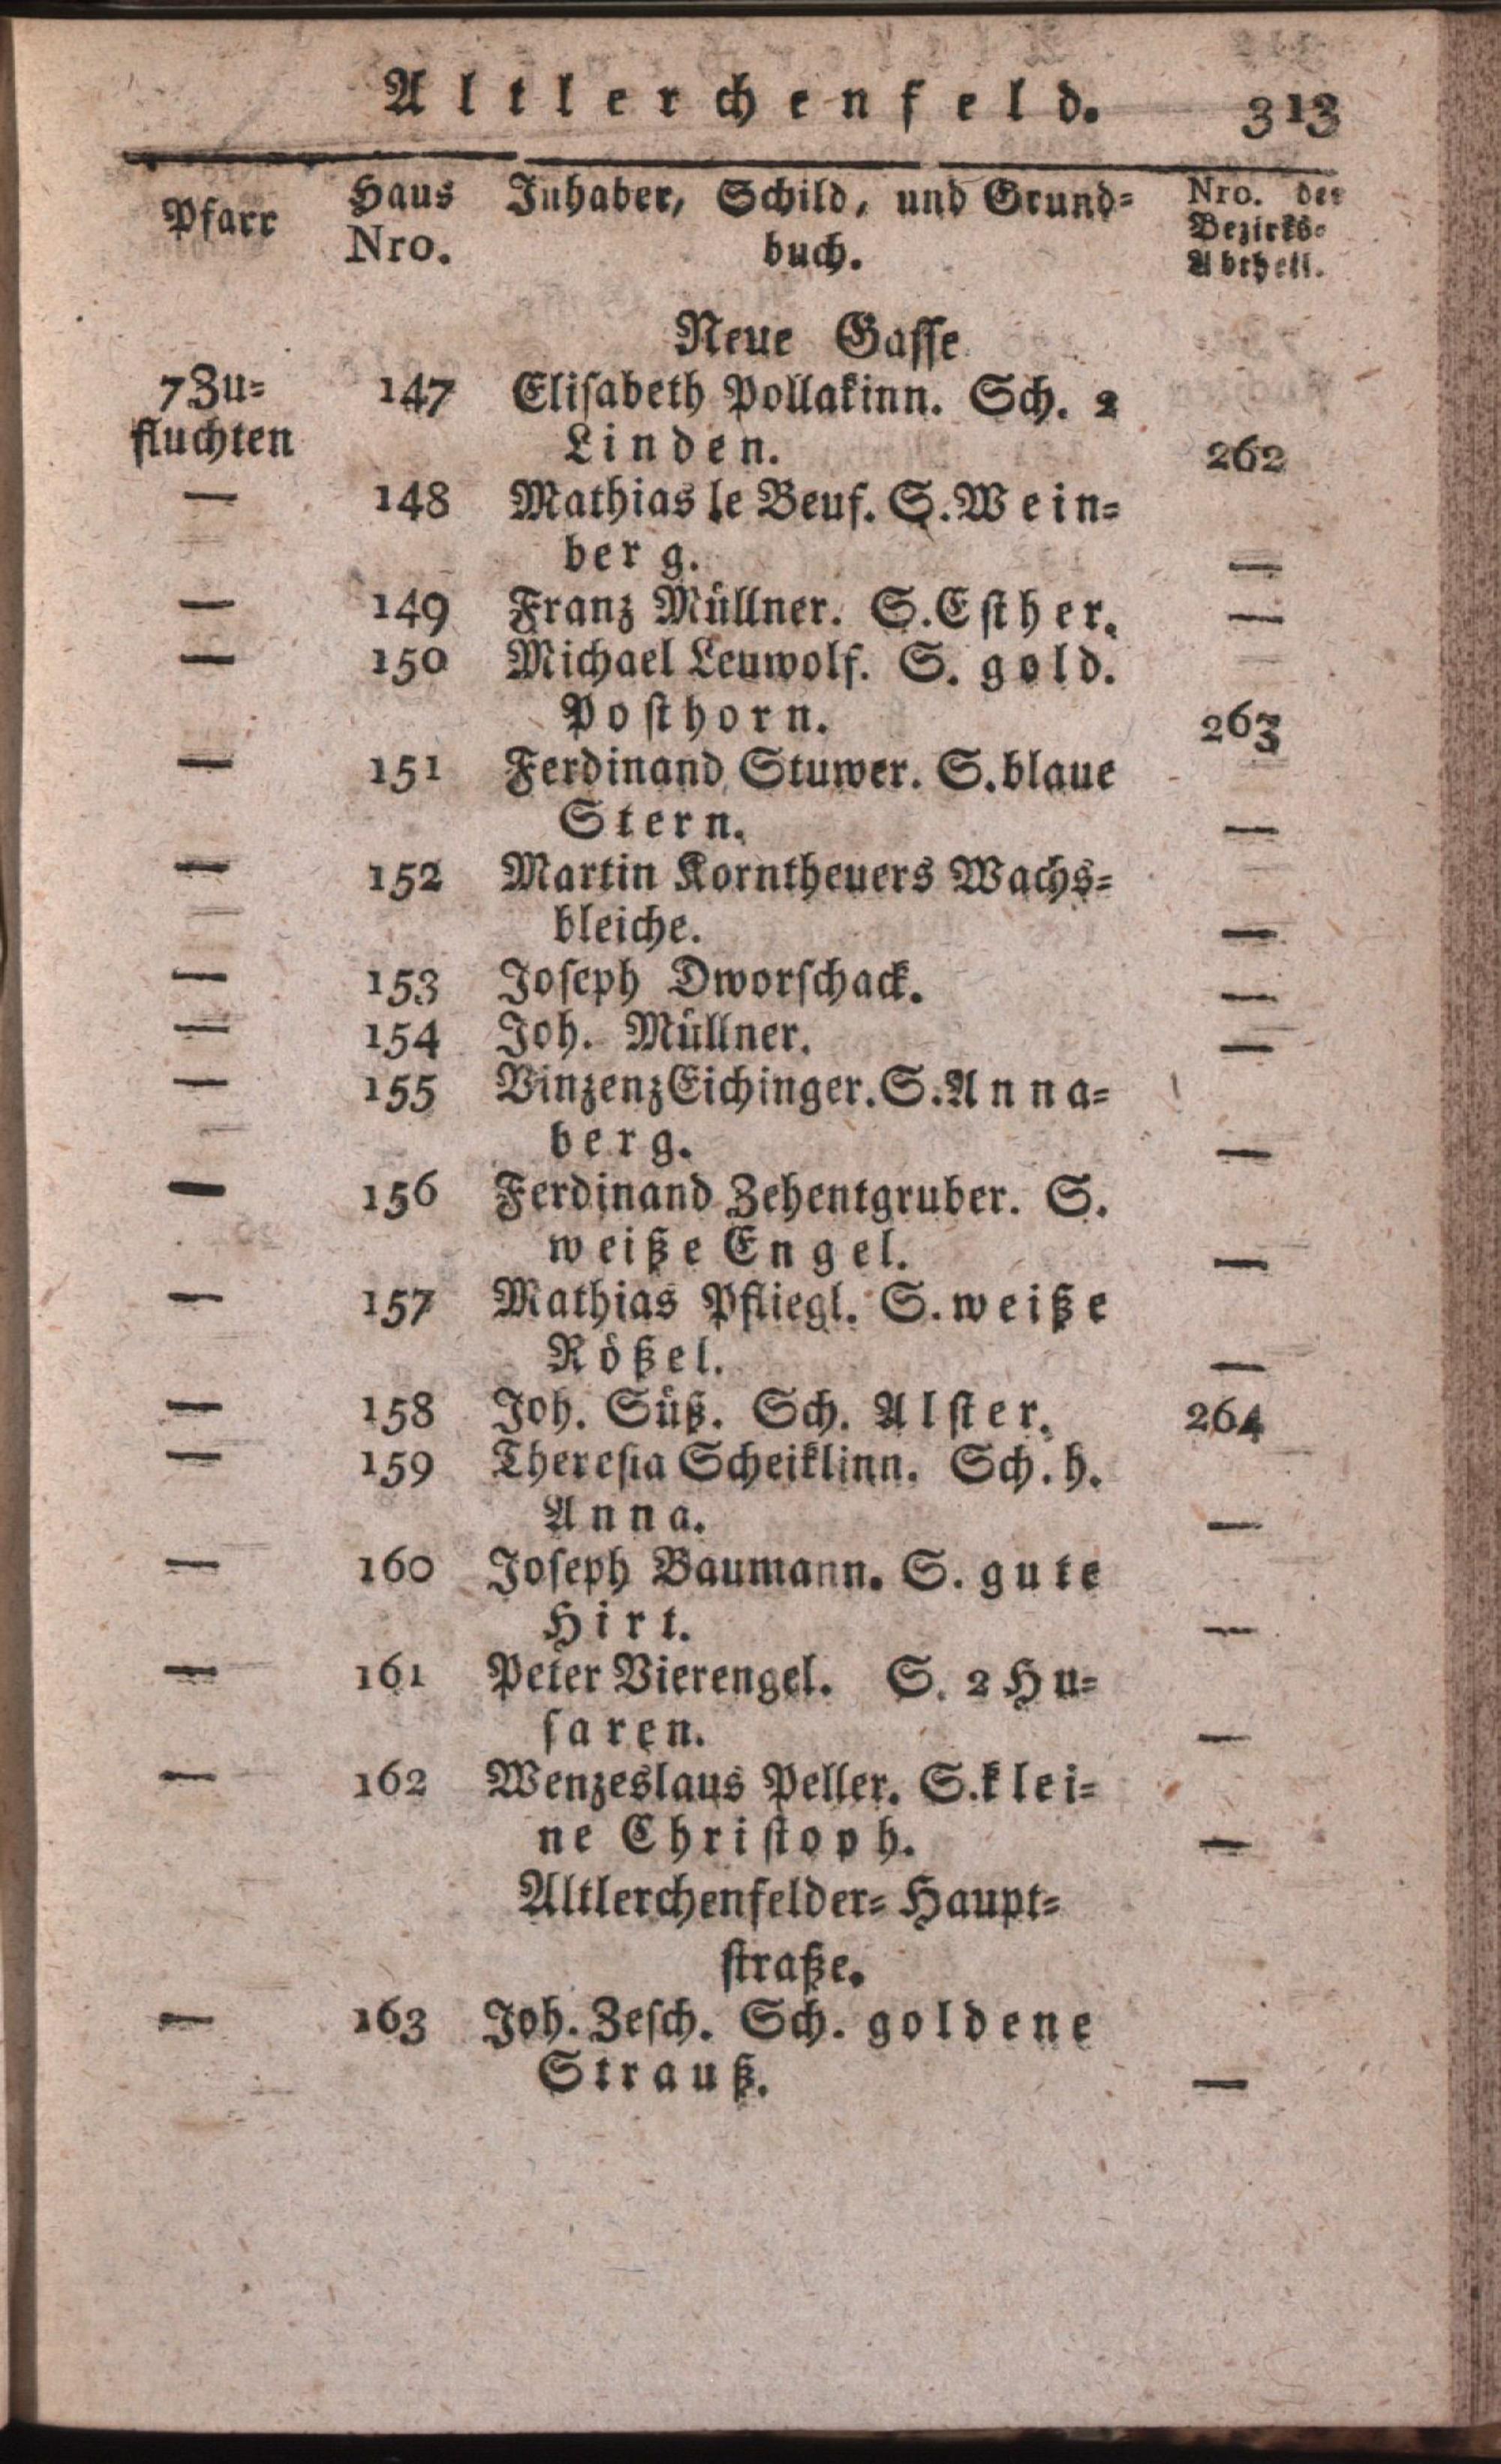 Altlerchenfeld. 313
Pfarr Haus Nro. Inhaber, Schild, und Grund=
buch. Nro. der Bezirks= Abtheil.
Neue Gasse
7 Zu= 147 Elisabeth Pollakinn. Sch. 2
fluchten Linden. 262
— 148 Mathias le Beuf. S. Wein=
berg. —
— 149 Franz Müllner. S. Esther. —
— 150 Michael Leuwolf. S. gold.
Posthorn. 263
— 151 Ferdinand Stuwer. S. blaue
Stern. —
— 152 Martin Korntheuers Wachs=
bleiche. —
— 153 Joseph Dworschack. —
— 154 Joh. Müllner. —
— 155 Vinzenz Eichinger. S. Anna=
berg. —
— 156 Ferdinand Zehentgruber. S.
weiße Engel. —
— 157 Mathias Pfliegl. S. weiße
Rößel. —
— 158 Joh. Süß. Sch. Alster. 264
— 159 Theresia Scheiklinn. Sch. h.
Anna. —
— 160 Joseph Baumann. S. gute
Hirt. —
— 161 Peter Vierengel. S. 2 Hu=
saren. —
— 162 Wenzeslaus Peller. S. klei=
ne Christoph. —
Altlerchenfelder=Haupt=
straße.
— 163 Joh. Zesch. Sch. goldene
Strauß. —